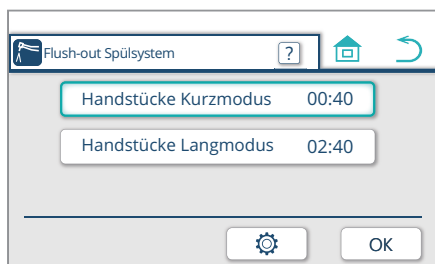 Flush-out Spülsystem ?
Handstücke Kurzmodus 00:40
Handstücke Langmodus 02:40
OK